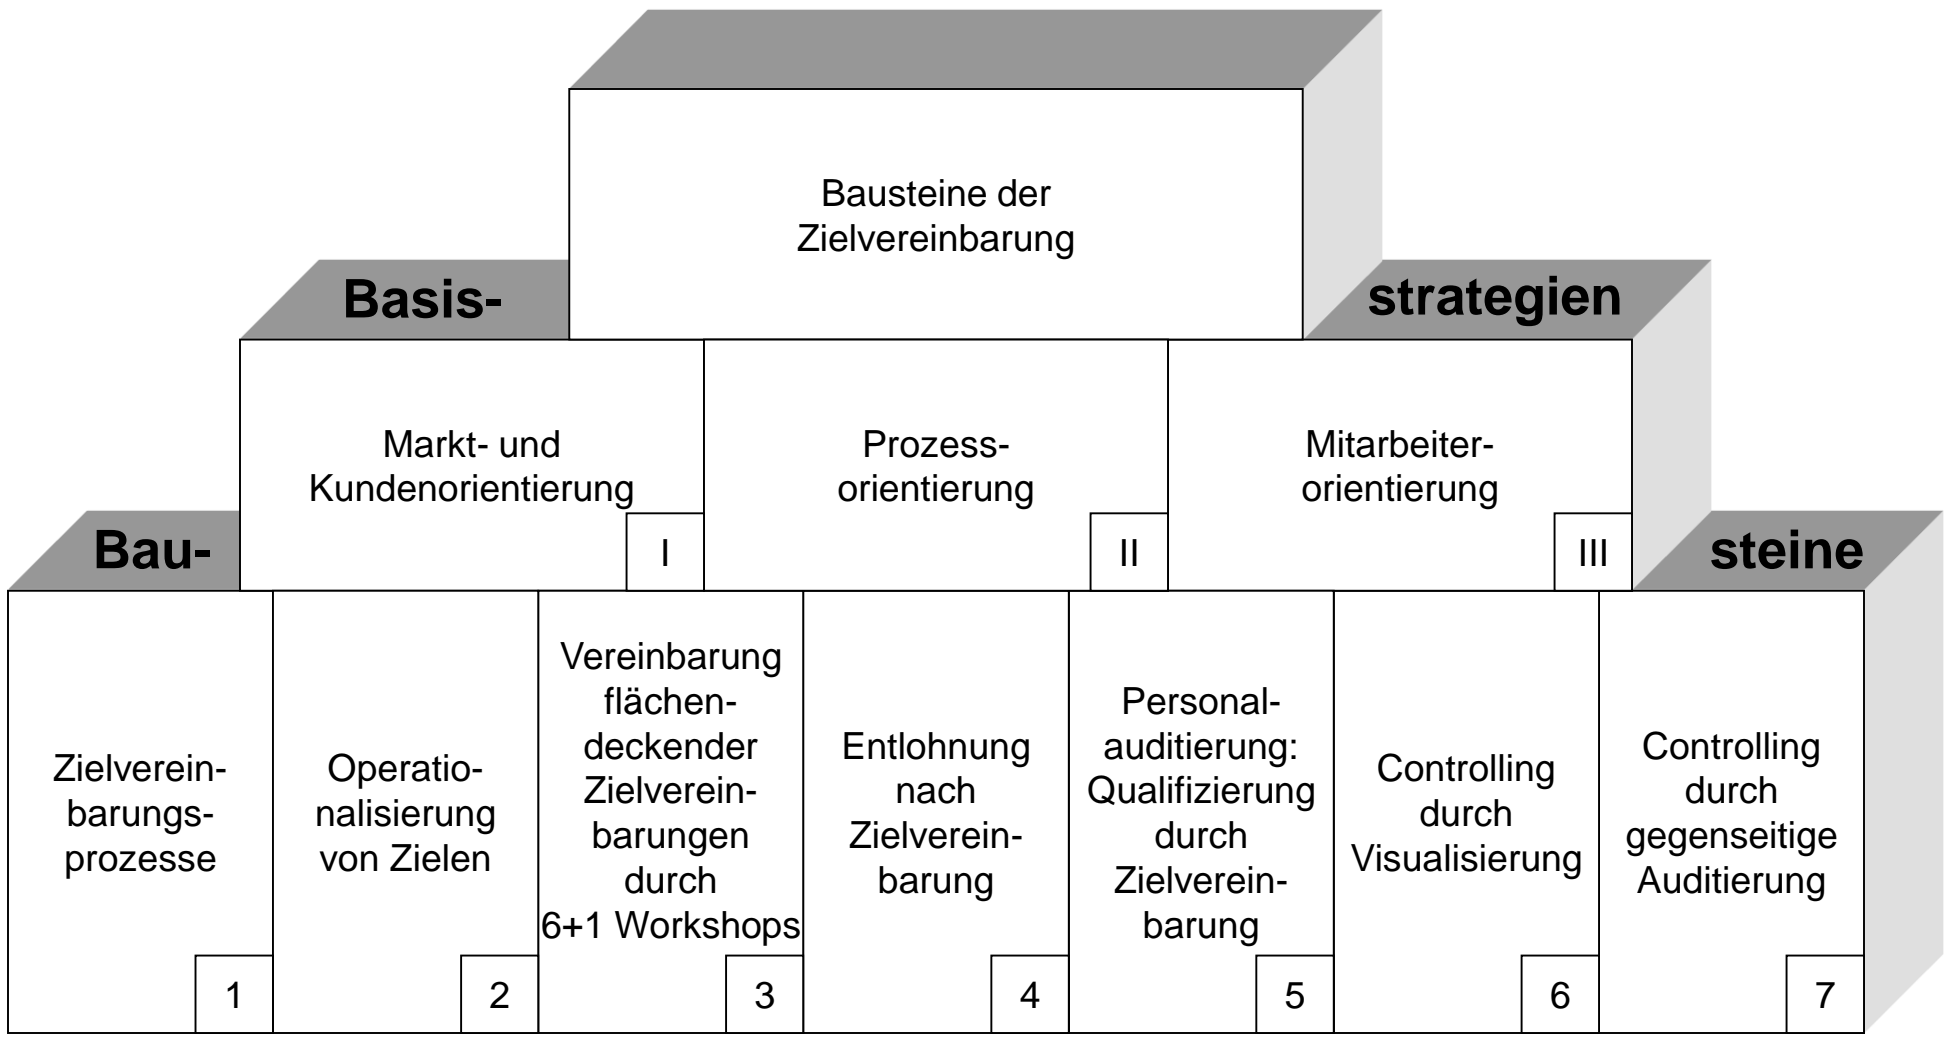 Bausteine der
Zielvereinbarung
Basis-
strategien
Markt- und
Kundenorientierung
I
Prozess-
orientierung
II
Mitarbeiter-
orientierung
III
Bau-
steine
Zielverein-
barungs-
prozesse
1
Operatio-
nalisierung
von Zielen
2
Vereinbarung
flächen-
deckender
Zielverein-
barungen
durch
6+1 Workshops
3
Entlohnung
nach
Zielverein-
barung
4
Personal-
auditierung:
Qualifizierung
durch
Zielverein-
barung
5
Controlling
durch
Visualisierung
6
Controlling
durch
gegenseitige
Auditierung
7